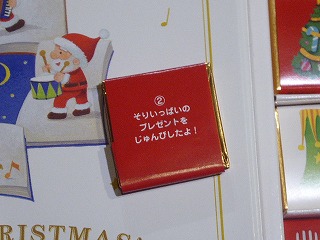 ②
そりいっぱいの
プレゼントを
じゅんびしたよ！